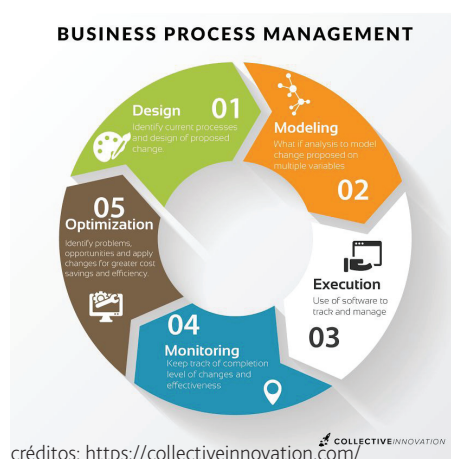 BUSINESS PROCESS MANAGEMENT
Design 01
Identify current processes
and design of proposed
change.
Modeling
What if analysis to model
change proposed on
multiple variables
02
Execution
Use of software to
track and manage
03
04
Monitoring
Keep track of completion
level of changes and
effectiveness
05
Optimization
Identify problems,
opportunities and apply
changes for greater cost
savings and efficiency.
COLLECTIVEINNOVATION
créditos: https://collectiveinnovation.com/